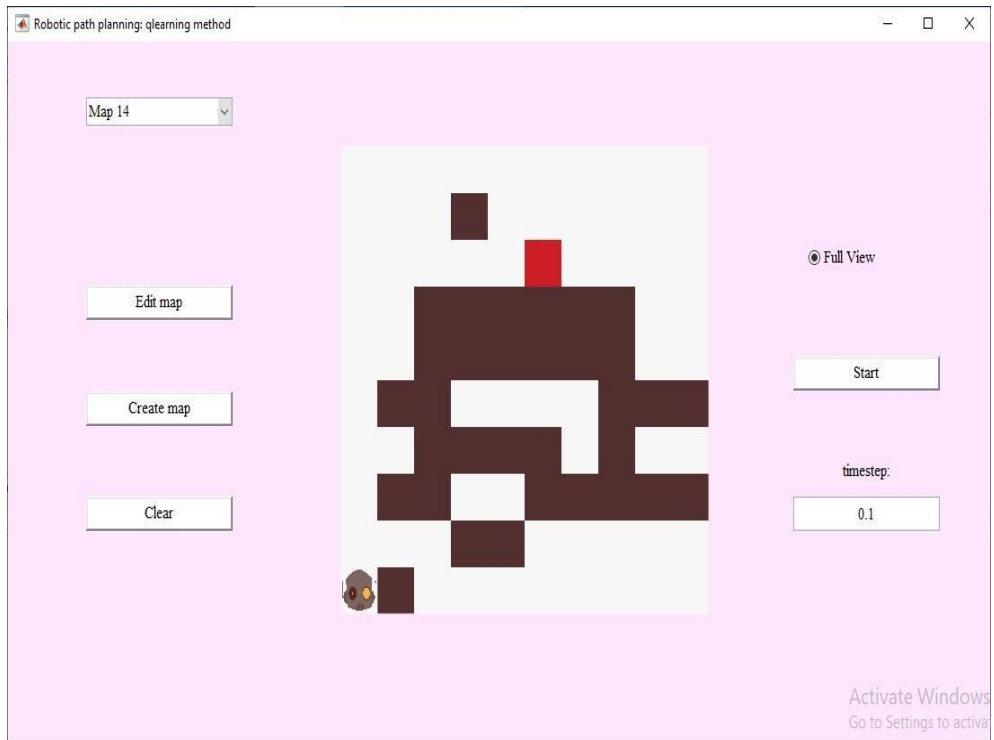 Robotic path planning: qlearning method
Map 14
Full View
Edit map
Start
Create map
timestep:
Clear
0.1
Activate Windows
Go to Settings to activa